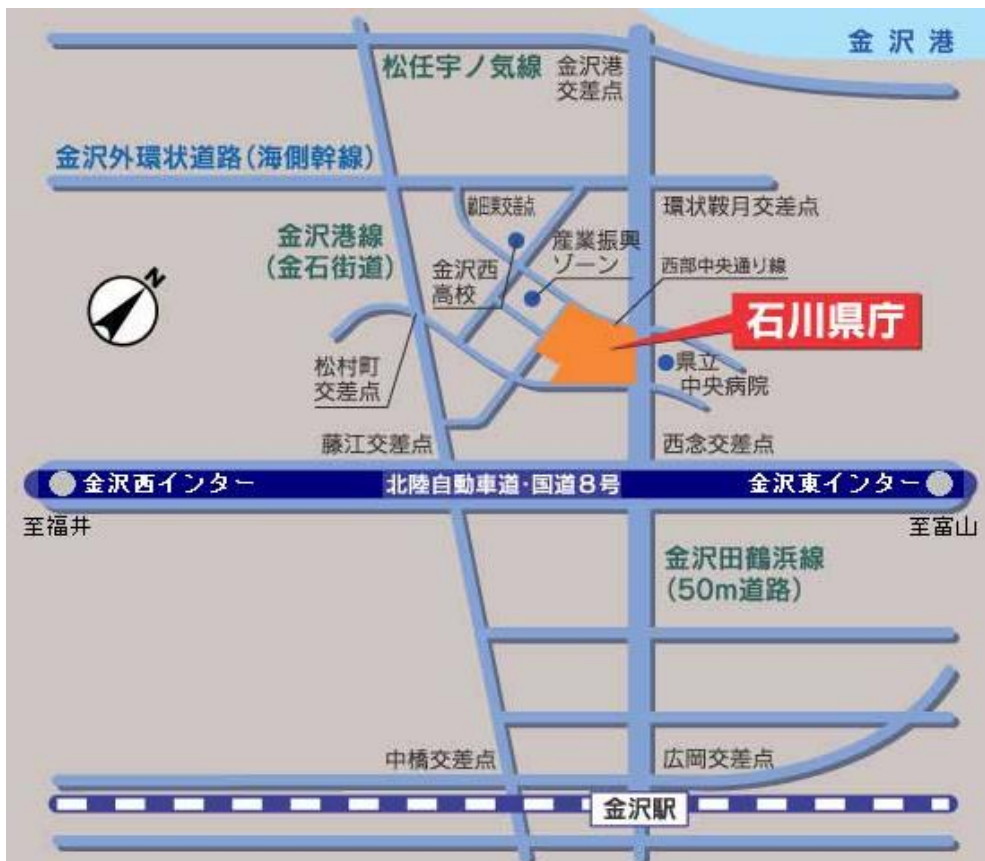 金沢港
松任宇ノ気線
金沢港
交差点
金沢外環状道路(海側幹線)
環状鞍月交差点
金沢港線
(金石街道)
産業振興
ゾーン
金沢西
高校
西部中央通り線
N
石川県庁
松村町
交差点
県立
中央病院
藤江交差点
西念交差点
金沢西インター
北陸自動車道・国道8号
金沢東インター
至福井
至富山
金沢田鶴浜線
(50m道路)
中橋交差点
広岡交差点
金沢駅